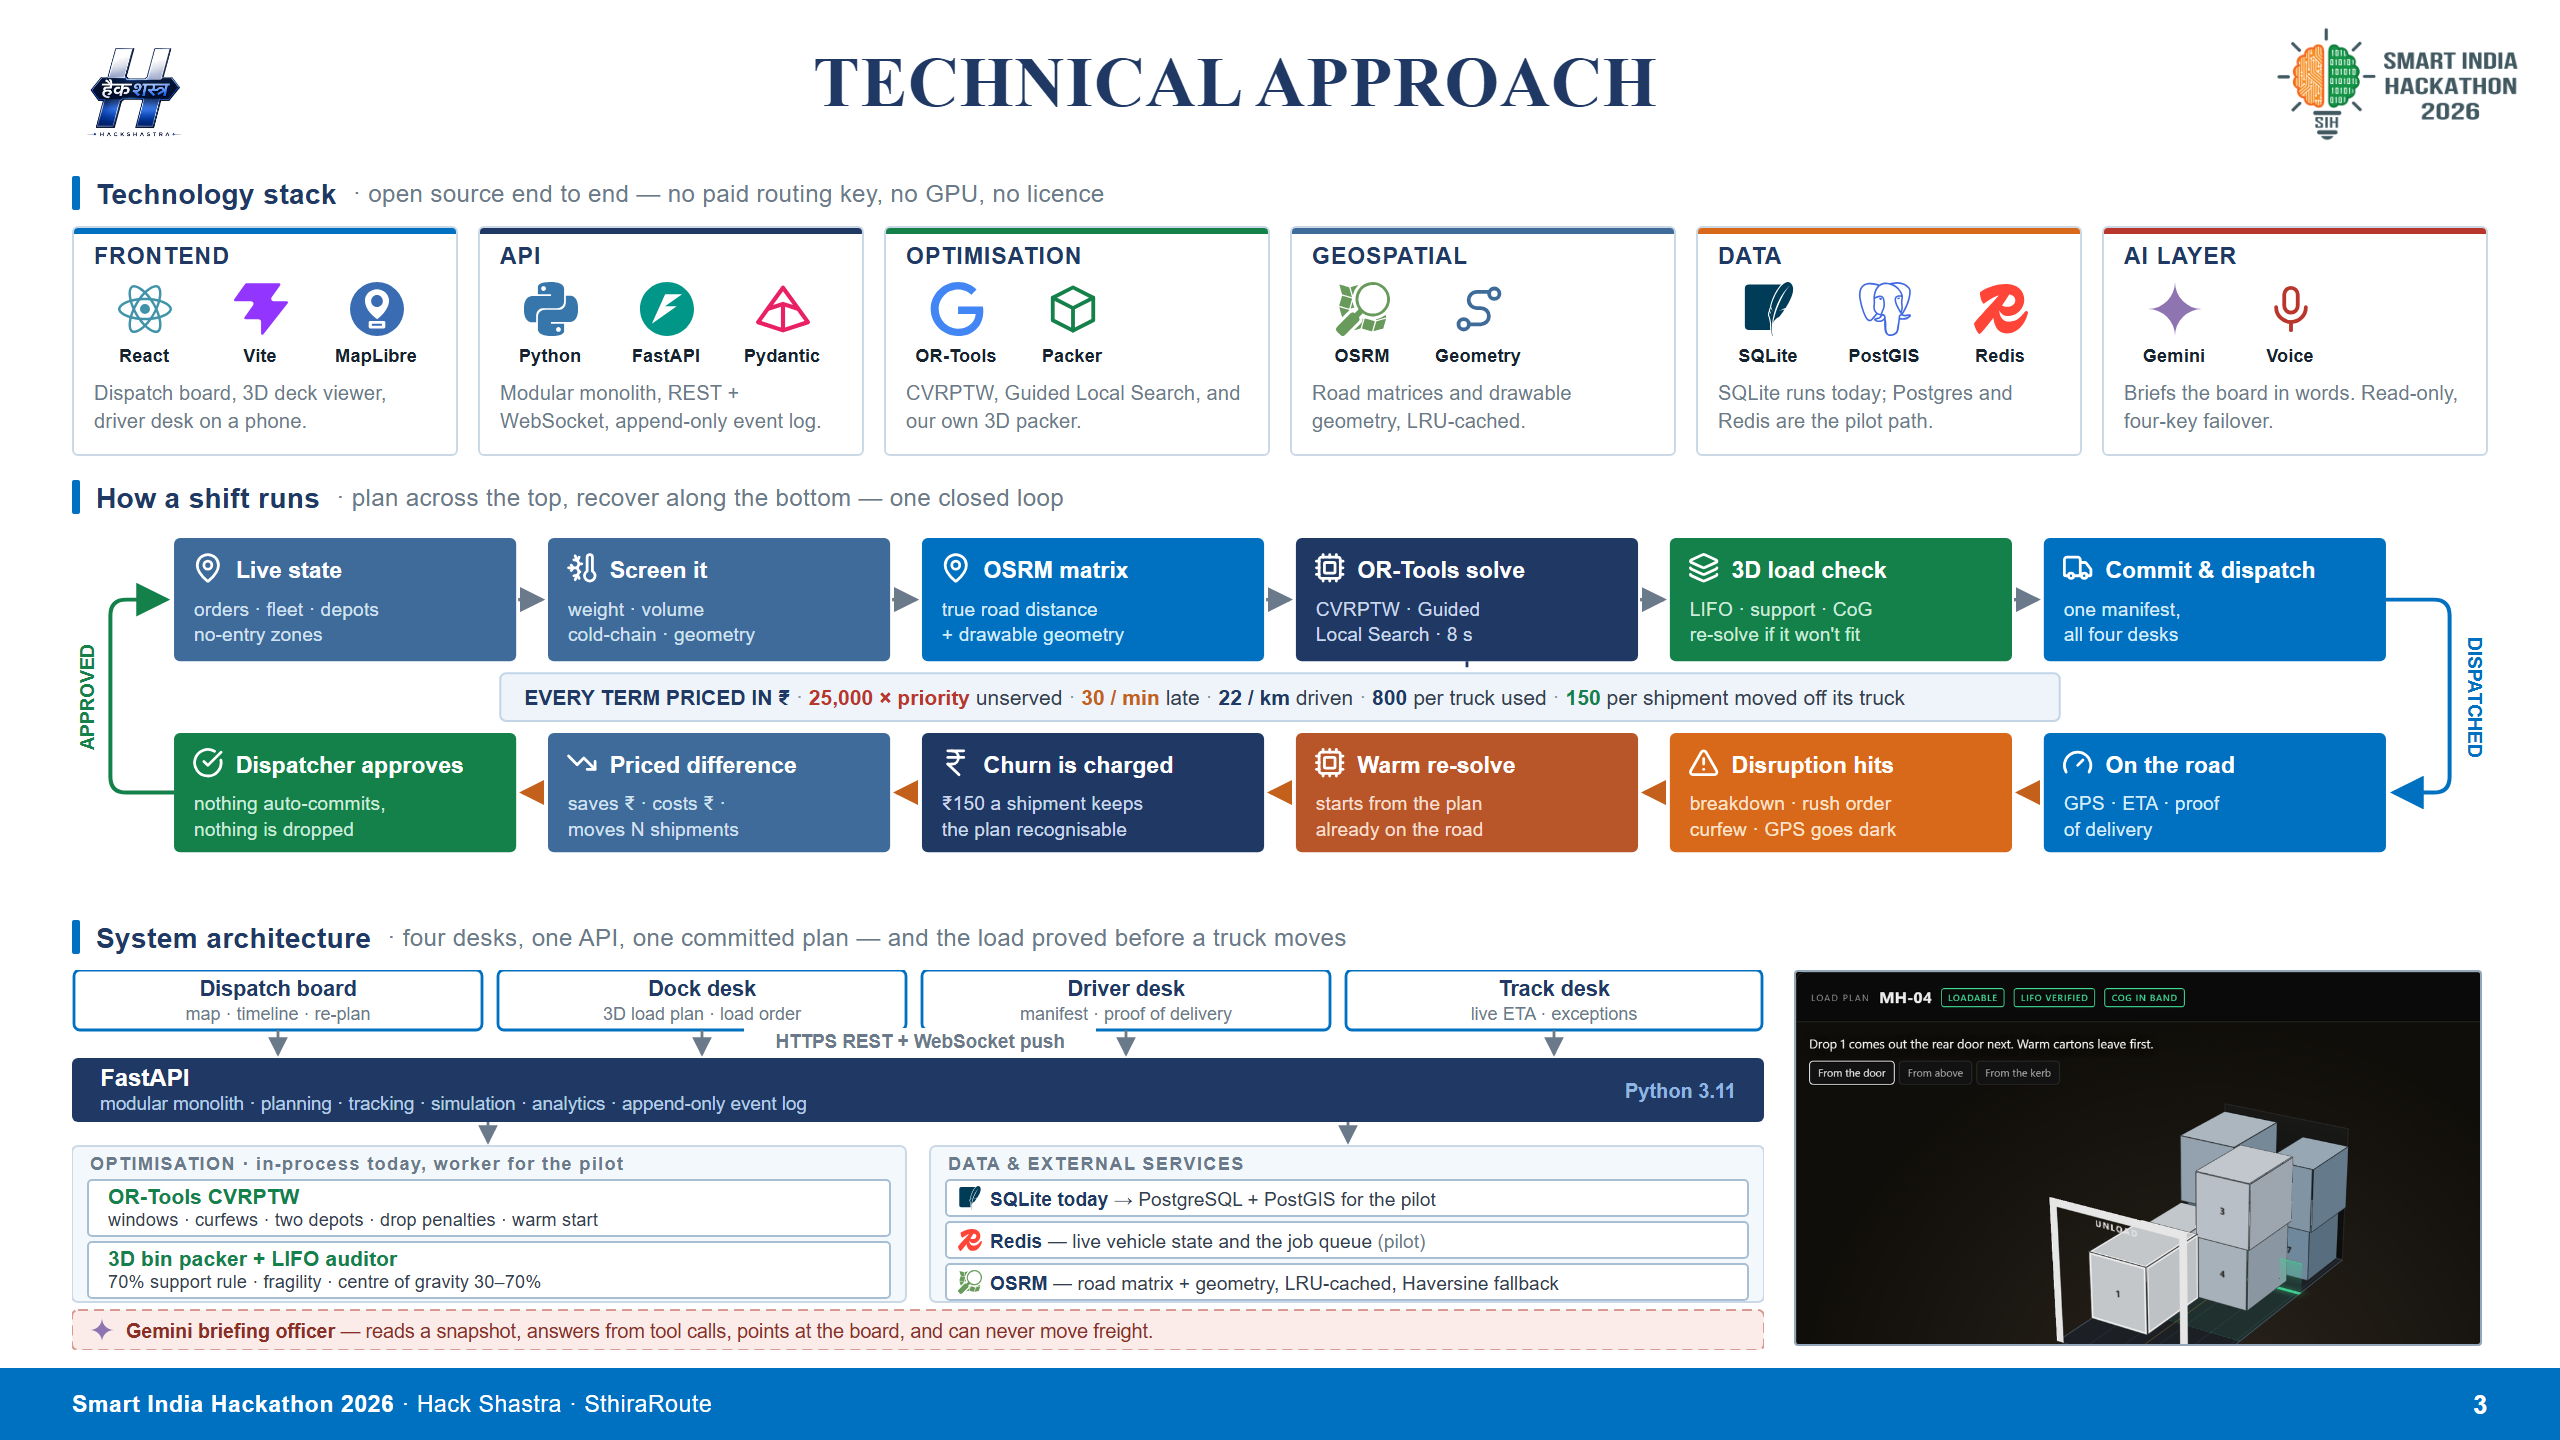 हैकशस्त्र
HACKSHASTRA
TECHNICAL APPROACH
SIH
SMART INDIA
HACKATHON
2026
Technology stack · open source end to end — no paid routing key, no GPU, no licence
FRONTEND
React Vite MapLibre
Dispatch board, 3D deck viewer,
driver desk on a phone.
API
Python FastAPI Pydantic
Modular monolith, REST +
WebSocket, append-only event log.
OPTIMISATION
OR-Tools Packer
CVRPTW, Guided Local Search, and
our own 3D packer.
GEOSPATIAL
OSRM Geometry
Road matrices and drawable
geometry, LRU-cached.
DATA
SQLite PostGIS Redis
SQLite runs today; Postgres and
Redis are the pilot path.
AI LAYER
Gemini Voice
Briefs the board in words. Read-only,
four-key failover.
How a shift runs · plan across the top, recover along the bottom — one closed loop
Live state
orders · fleet · depots
no-entry zones
Screen it
weight · volume
cold-chain · geometry
OSRM matrix
true road distance
+ drawable geometry
OR-Tools solve
CVRPTW · Guided
Local Search · 8 s
3D load check
LIFO · support · CoG
re-solve if it won't fit
Commit & dispatch
one manifest,
all four desks
APPROVED
DISPATCHED
EVERY TERM PRICED IN ₹ · 25,000 × priority unserved · 30 / min late · 22 / km driven · 800 per truck used · 150 per shipment moved off its truck
Dispatcher approves
nothing auto-commits,
nothing is dropped
Priced difference
saves ₹ · costs ₹ ·
moves N shipments
Churn is charged
₹150 a shipment keeps
the plan recognisable
Warm re-solve
starts from the plan
already on the road
Disruption hits
breakdown · rush order
curfew · GPS goes dark
On the road
GPS · ETA · proof
of delivery
System architecture · four desks, one API, one committed plan — and the load proved before a truck moves
Dispatch board
map · timeline · re-plan
Dock desk
3D load plan · load order
Driver desk
manifest · proof of delivery
Track desk
live ETA · exceptions
HTTPS REST + WebSocket push
FastAPI
modular monolith · planning · tracking · simulation · analytics · append-only event log
Python 3.11
OPTIMISATION · in-process today, worker for the pilot
OR-Tools CVRPTW
windows · curfews · two depots · drop penalties · warm start
3D bin packer + LIFO auditor
70% support rule · fragility · centre of gravity 30–70%
DATA & EXTERNAL SERVICES
SQLite today → PostgreSQL + PostGIS for the pilot
Redis — live vehicle state and the job queue (pilot)
OSRM — road matrix + geometry, LRU-cached, Haversine fallback
Gemini briefing officer — reads a snapshot, answers from tool calls, points at the board, and can never move freight.
LOAD PLAN MH-04 LOADABLE LIFO VERIFIED COG IN BAND
Drop 1 comes out the rear door next. Warm cartons leave first.
From the door From above From the kerb
3
4
7
1
Smart India Hackathon 2026 · Hack Shastra · SthiraRoute
3